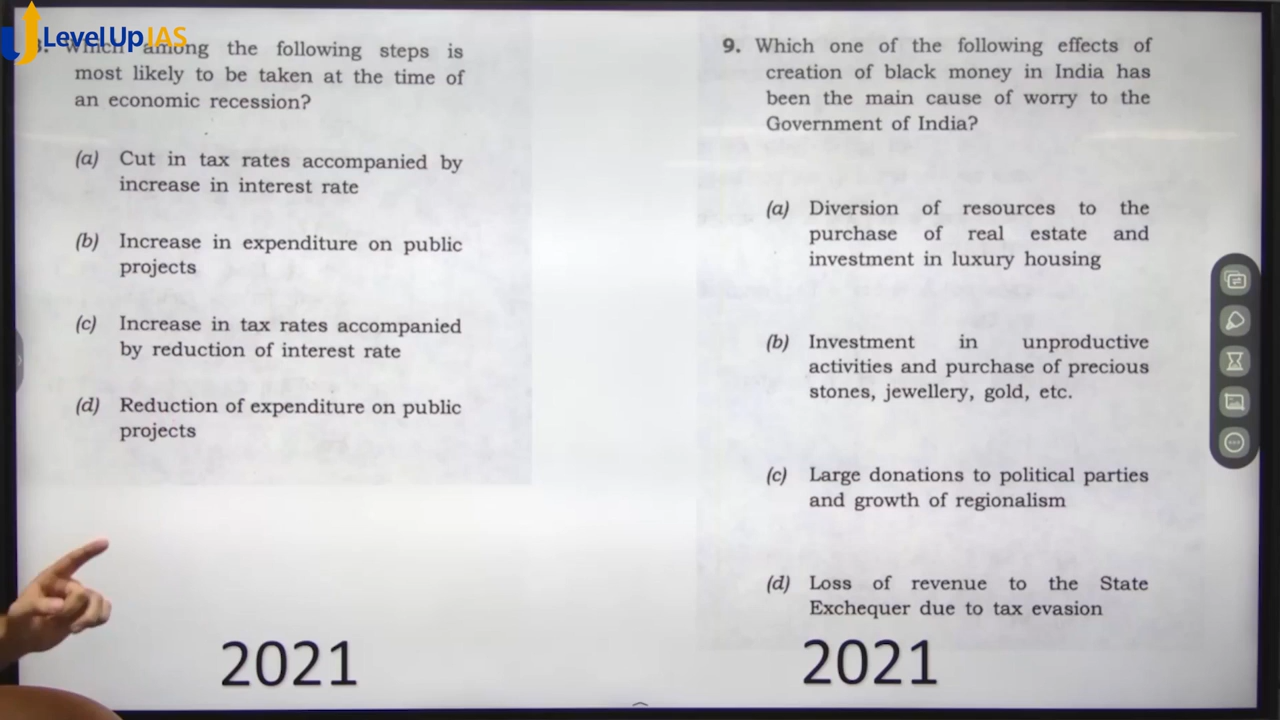 LevelUpIAS
3. Which among the following steps is
most likely to be taken at the time of
an economic recession?
(a) Cut in tax rates accompanied by
increase in interest rate
(b) Increase in expenditure on public
projects
(c) Increase in tax rates accompanied
by reduction of interest rate
(d) Reduction of expenditure on public
projects
2021
9. Which one of the following effects of
creation of black money in India has
been the main cause of worry to the
Government of India?
(a) Diversion of resources to the
purchase of real estate and
investment in luxury housing
(b) Investment in unproductive
activities and purchase of precious
stones, jewellery, gold, etc.
(c) Large donations to political parties
and growth of regionalism
(d) Loss of revenue to the State
Exchequer due to tax evasion
2021